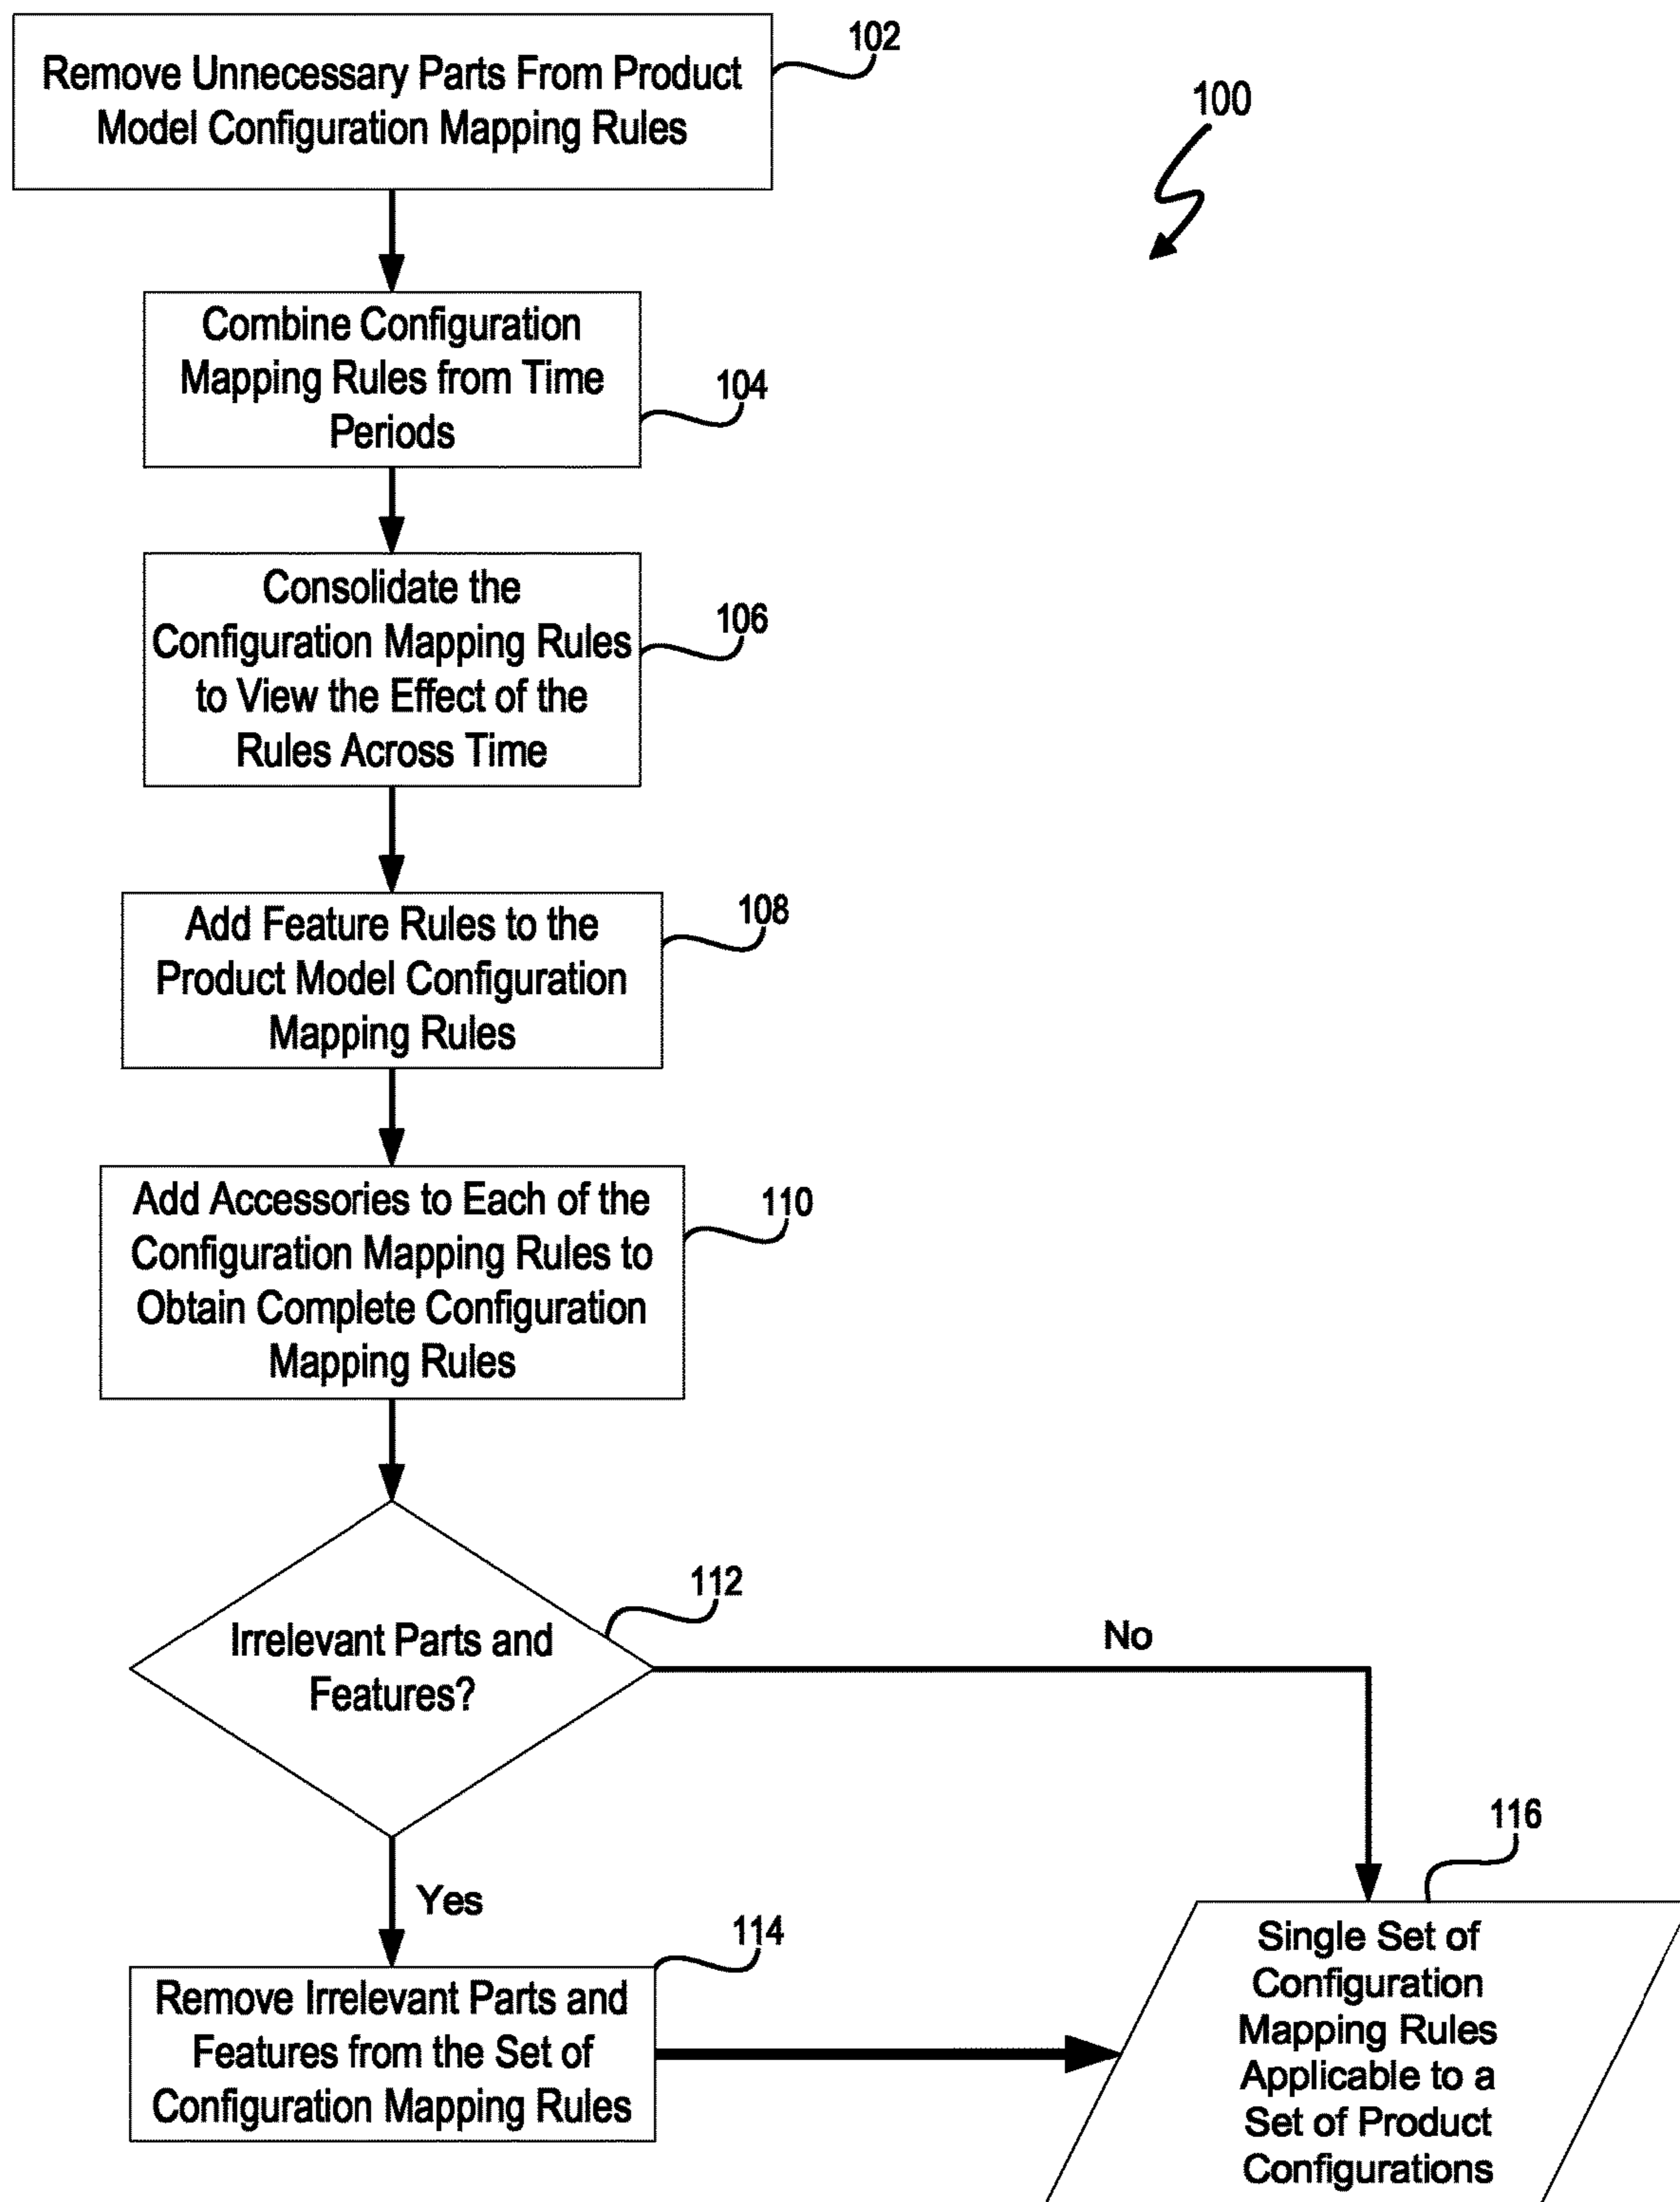 102
Remove Unnecessary Parts From Product
Model Configuration Mapping Rules
100
Combine Configuration
Mapping Rules from Time
Periods
104
Consolidate the
Configuration Mapping Rules
to View the Effect of the
Rules Across Time
106
Add Feature Rules to the
Product Model Configuration
Mapping Rules
108
Add Accessories to Each of the
Configuration Mapping Rules to
Obtain Complete Configuration
Mapping Rules
110
112
Irrelevant Parts and
Features?
No
Yes
114
Remove Irrelevant Parts and
Features from the Set of
Configuration Mapping Rules
116
Single Set of
Configuration
Mapping Rules
Applicable to a
Set of Product
Configurations